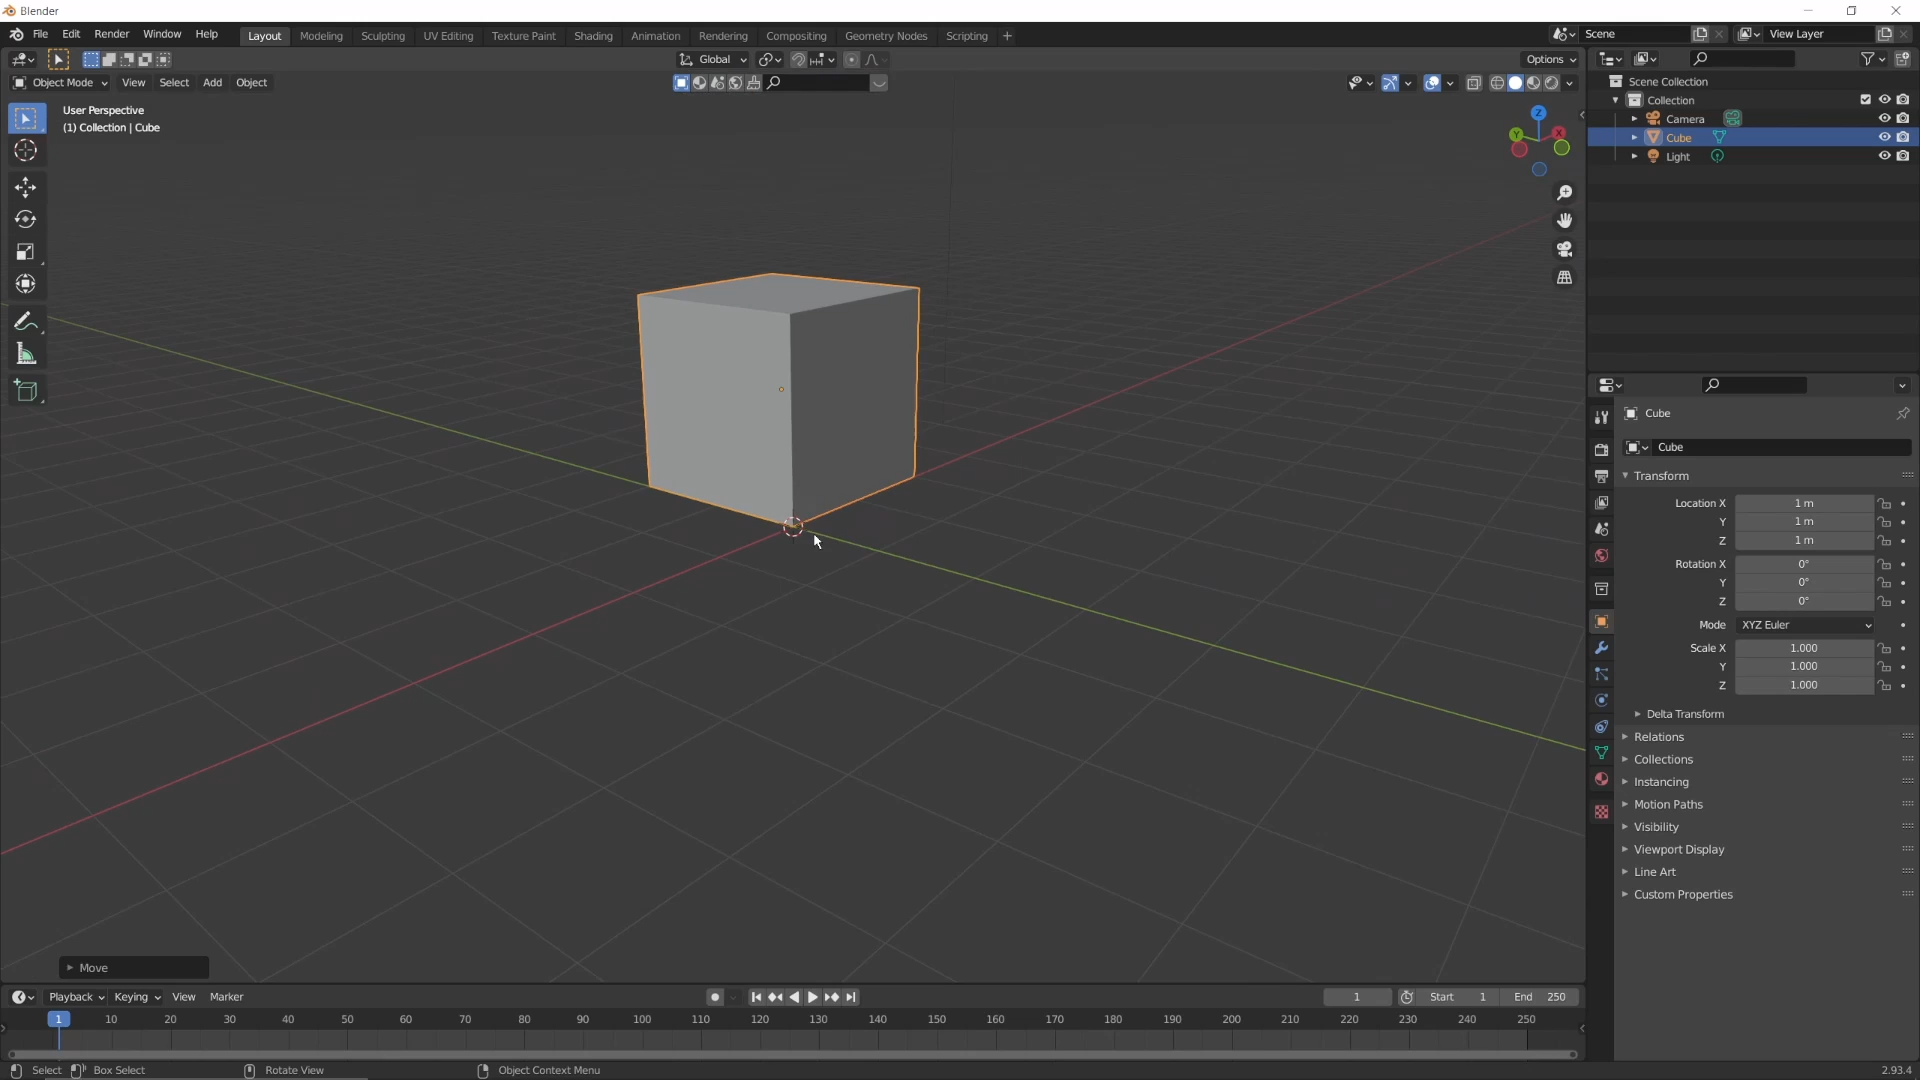 Blender
File Edit Render Window Help Layout Modeling Sculpting UV Editing Texture Paint Shading Animation Rendering Compositing Geometry Nodes Scripting + Scene View Layer
Global Options
Object Mode View Select Add Object
User Perspective
(1) Collection | Cube
Z
Y X
Scene Collection
Collection
Camera
Cube
Light
Cube
Cube
Transform
Location X 1 m
Y 1 m
Z 1 m
Rotation X 0°
Y 0°
Z 0°
Mode XYZ Euler
Scale X 1.000
Y 1.000
Z 1.000
Delta Transform
Relations
Collections
Instancing
Motion Paths
Visibility
Viewport Display
Line Art
Custom Properties
Move
Playback Keying View Marker 1 Start 1 End 250
1 10 20 30 40 50 60 70 80 90 100 110 120 130 140 150 160 170 180 190 200 210 220 230 240 250
Select Box Select Rotate View Object Context Menu 2.93.4